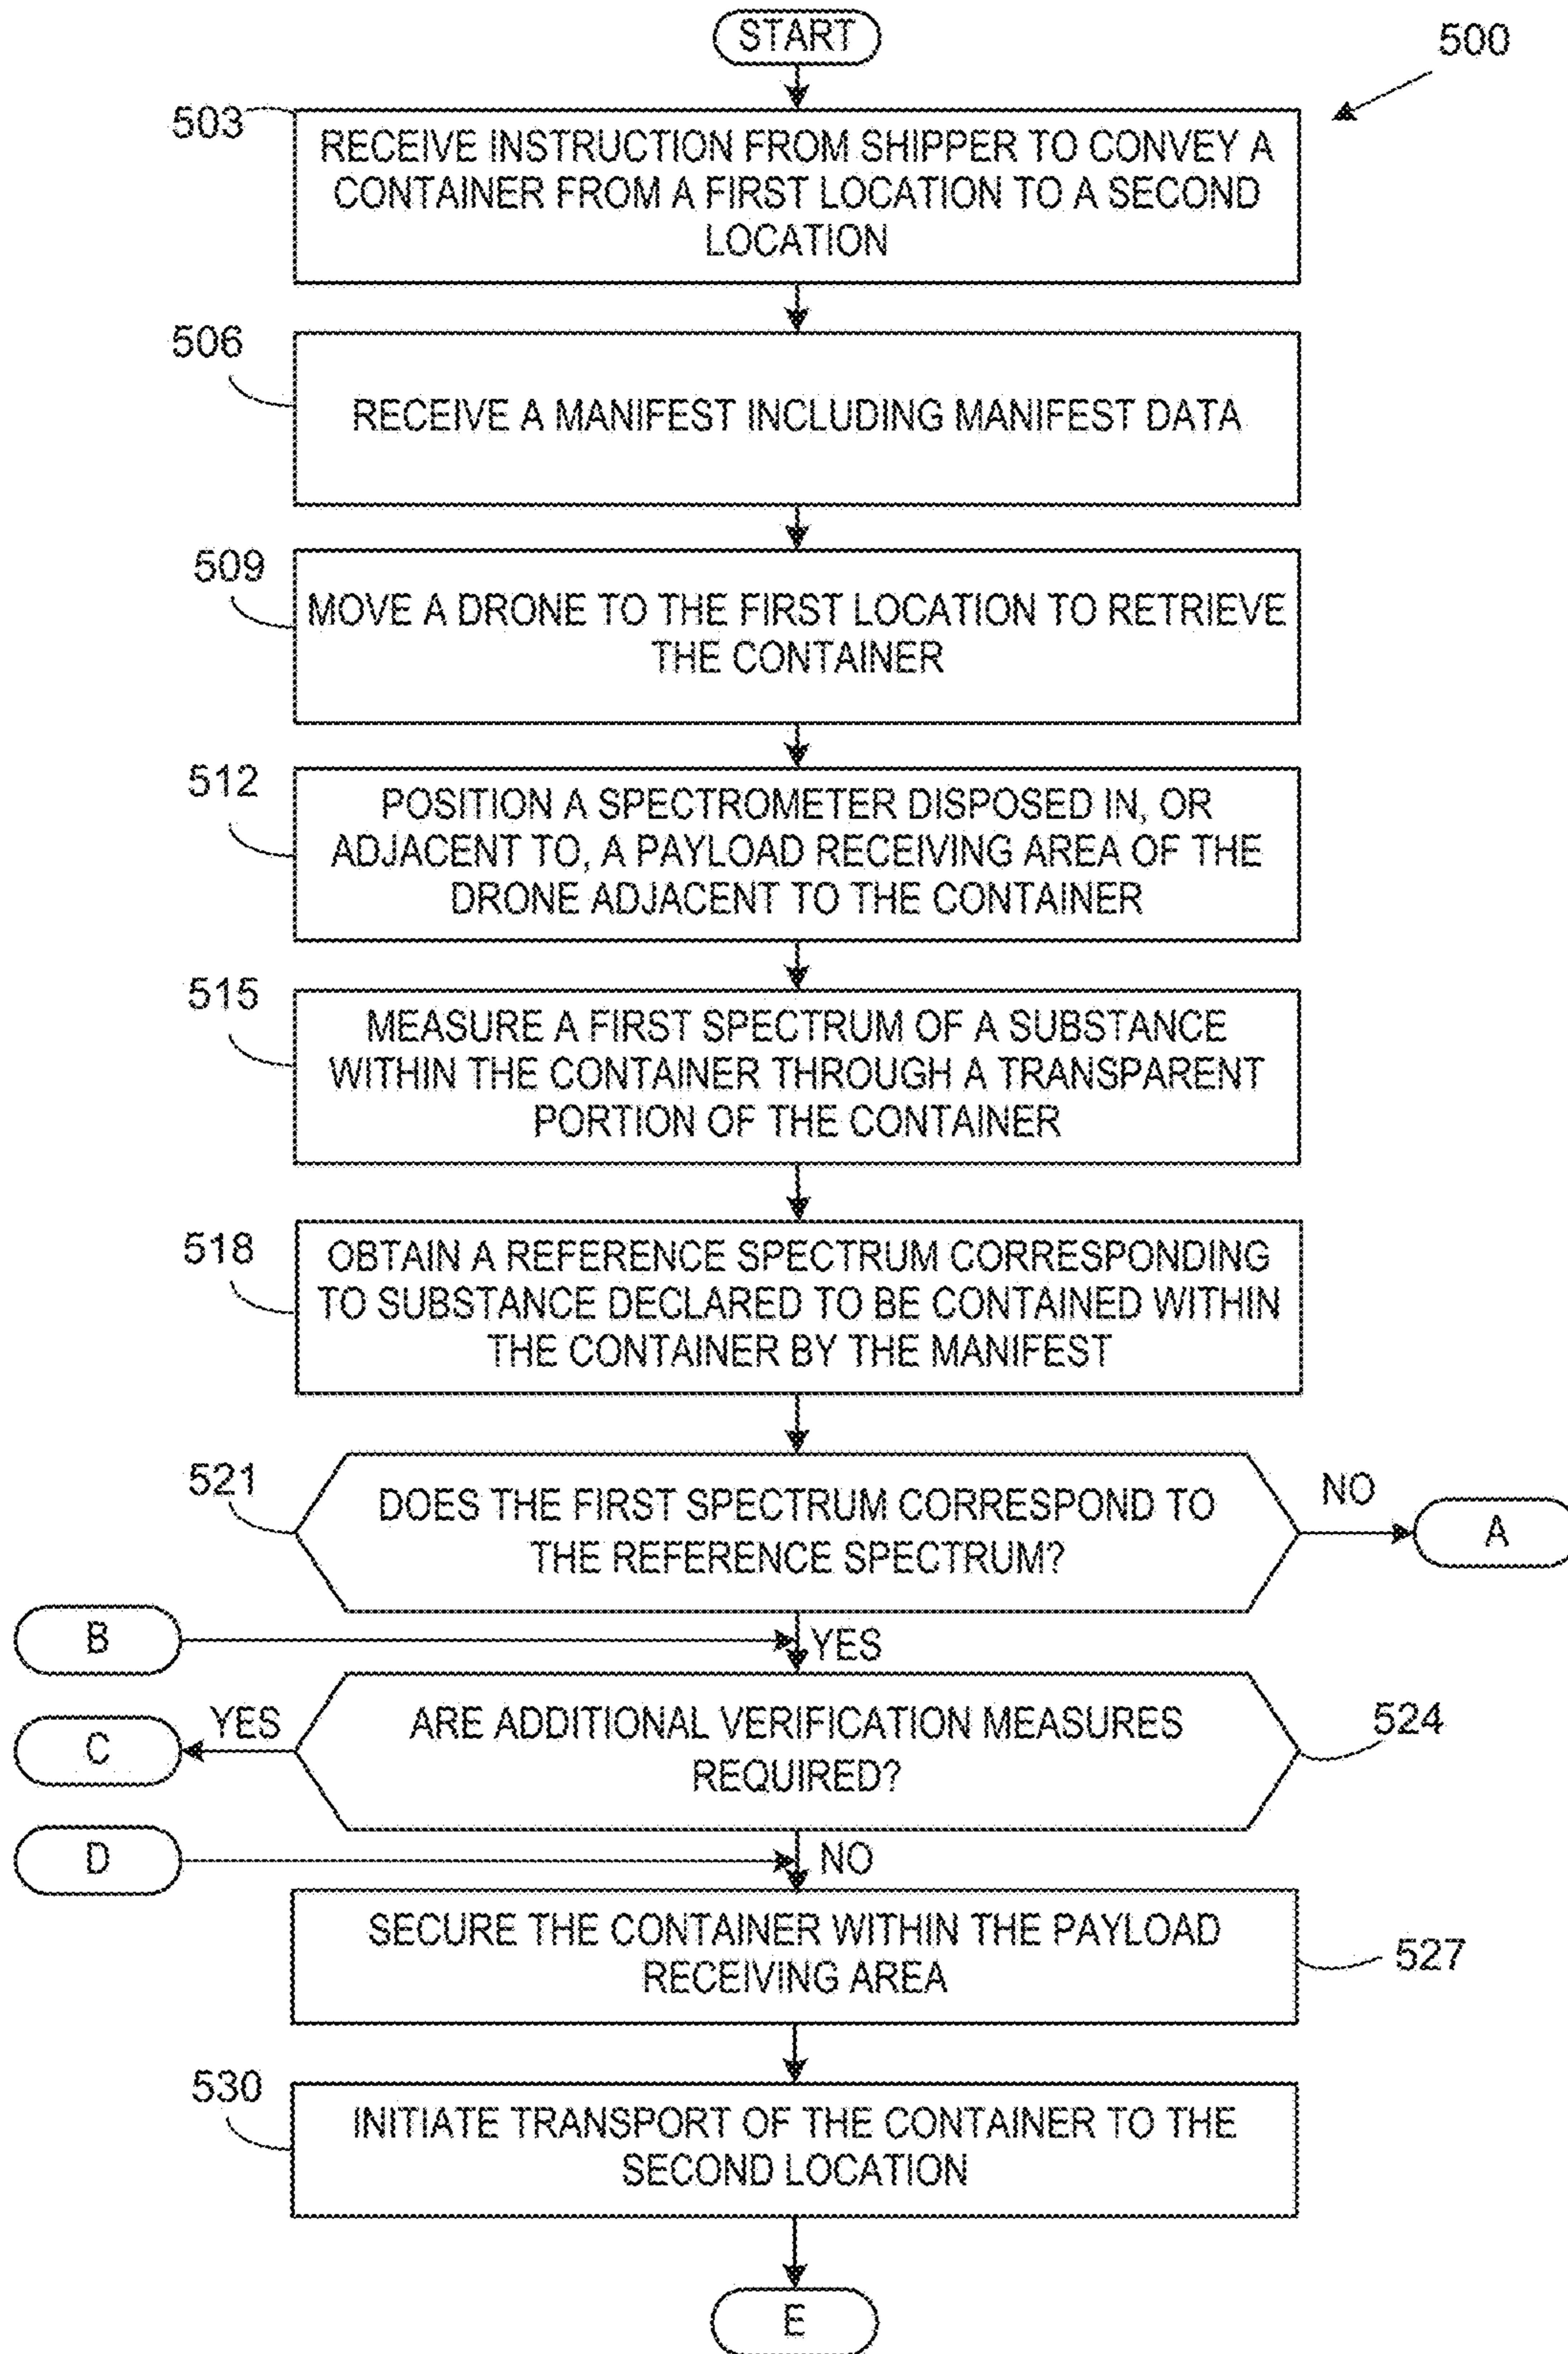 START
500
503
RECEIVE INSTRUCTION FROM SHIPPER TO CONVEY A
CONTAINER FROM A FIRST LOCATION TO A SECOND
LOCATION
506
RECEIVE A MANIFEST INCLUDING MANIFEST DATA
509
MOVE A DRONE TO THE FIRST LOCATION TO RETRIEVE
THE CONTAINER
512
POSITION A SPECTROMETER DISPOSED IN, OR
ADJACENT TO, A PAYLOAD RECEIVING AREA OF THE
DRONE ADJACENT TO THE CONTAINER
515
MEASURE A FIRST SPECTRUM OF A SUBSTANCE
WITHIN THE CONTAINER THROUGH A TRANSPARENT
PORTION OF THE CONTAINER
518
OBTAIN A REFERENCE SPECTRUM CORRESPONDING
TO SUBSTANCE DECLARED TO BE CONTAINED WITHIN
THE CONTAINER BY THE MANIFEST
521
DOES THE FIRST SPECTRUM CORRESPOND TO
THE REFERENCE SPECTRUM?
NO
A
B
YES
C
YES
ARE ADDITIONAL VERIFICATION MEASURES
REQUIRED?
524
D
NO
SECURE THE CONTAINER WITHIN THE PAYLOAD
RECEIVING AREA
527
530
INITIATE TRANSPORT OF THE CONTAINER TO THE
SECOND LOCATION
E